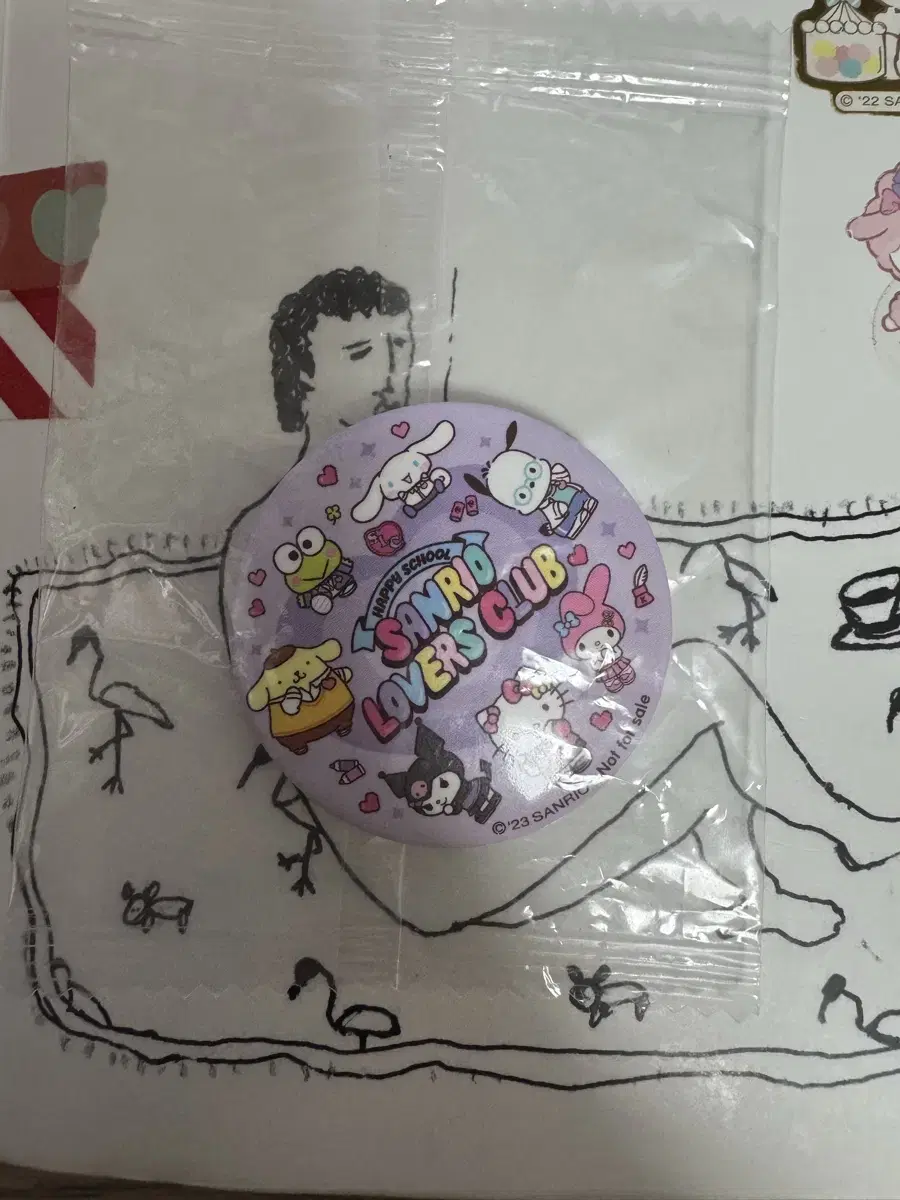 © '22 SA
HAPPY SCHOOL
SANRIO
LOVERS CLUB
© '23 SANRIO Not for sale